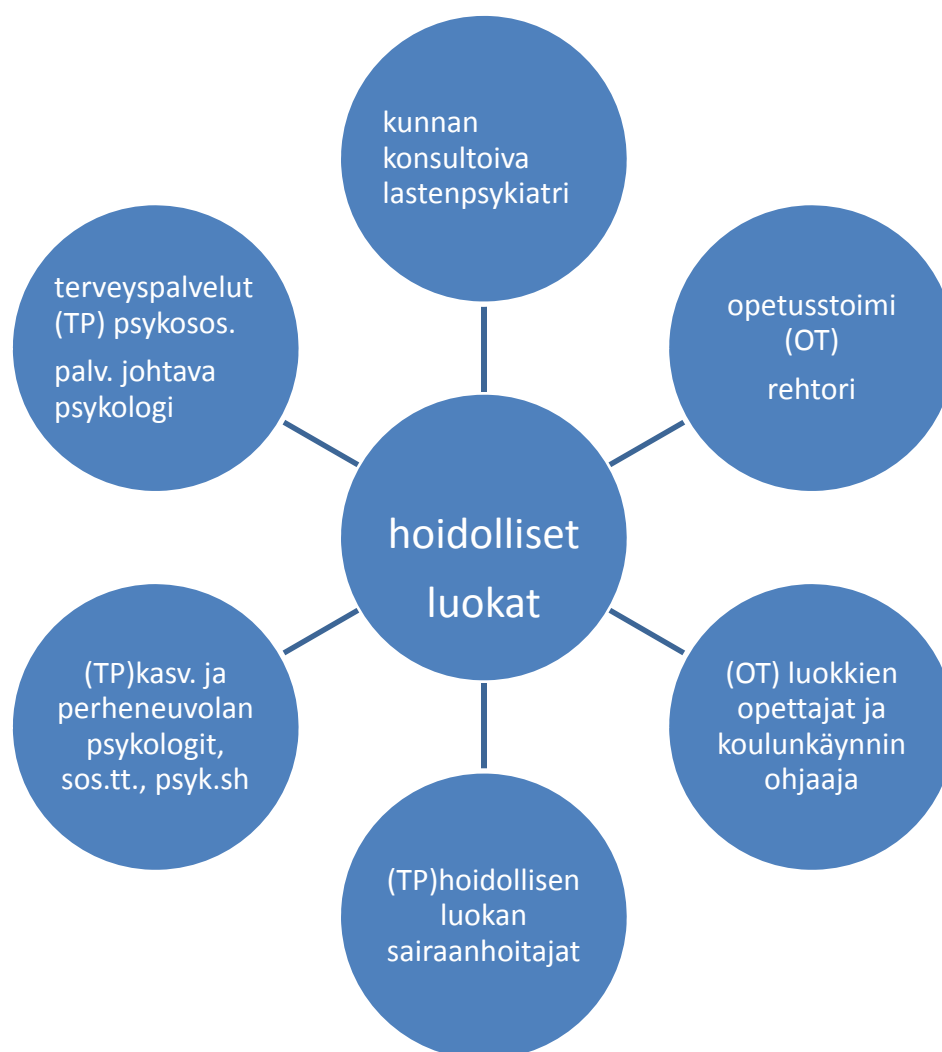 kunnan
konsultoiva
lastenpsykiatri
terveyspalvelut
(TP) psykosos.
palv. johtava
psykologi
opetusstoimi
(OT)
rehtori
hoidolliset
luokat
(TP)kasv. ja
perheneuvolan
psykologit,
sos.tt., psyk.sh
(OT) luokkien
opettajat ja
koulunkäynnin
ohjaaja
(TP)hoidollisen
luokan
sairaanhoitajat